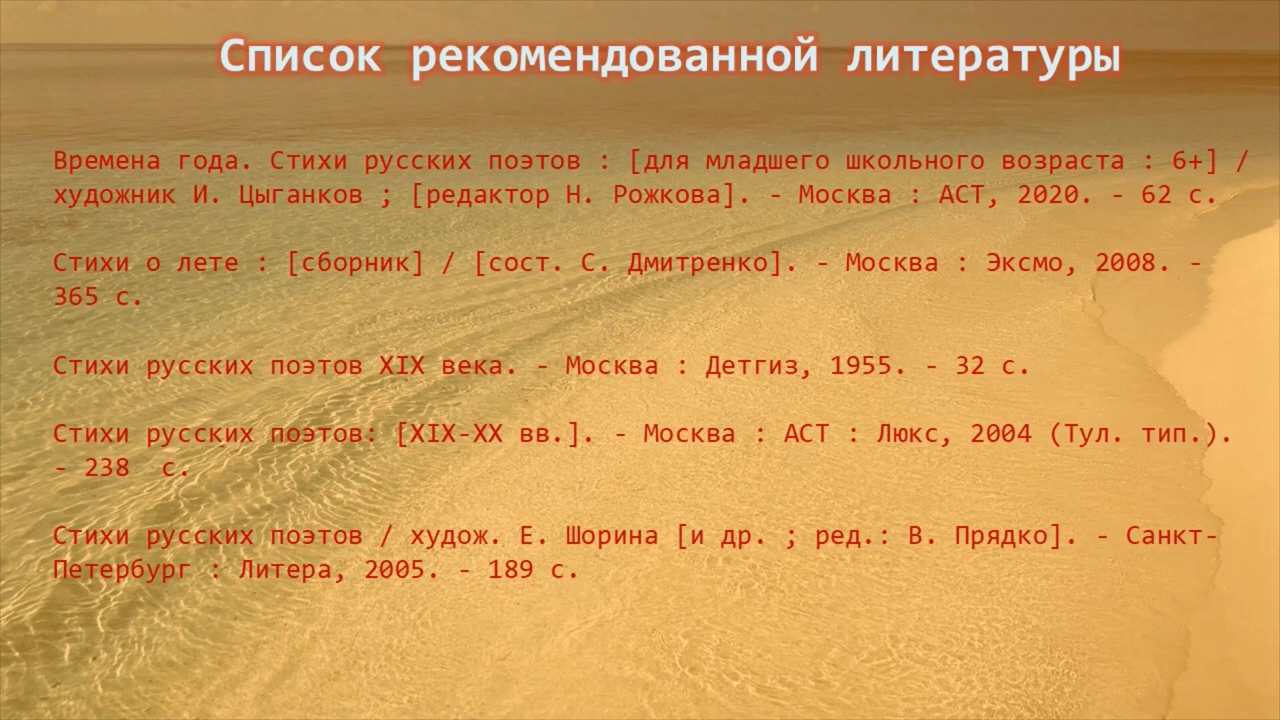 Список рекомендованной литературы
Времена года. Стихи русских поэтов : [для младшего школьного возраста : 6+] /
художник И. Цыганков ; [редактор Н. Рожкова]. - Москва : АСТ, 2020. - 62 с.
Стихи о лете : [сборник] / [сост. С. Дмитренко]. - Москва : Эксмо, 2008. -
365 с.
Стихи русских поэтов XIX века. - Москва : Детгиз, 1955. - 32 с.
Стихи русских поэтов: [XIX-XX вв.]. - Москва : АСТ : Люкс, 2004 (Тул. тип.).
- 238  с.
Стихи русских поэтов / худож. Е. Шорина [и др. ; ред.: В. Прядко]. - Санкт-
Петербург : Литера, 2005. - 189 с.